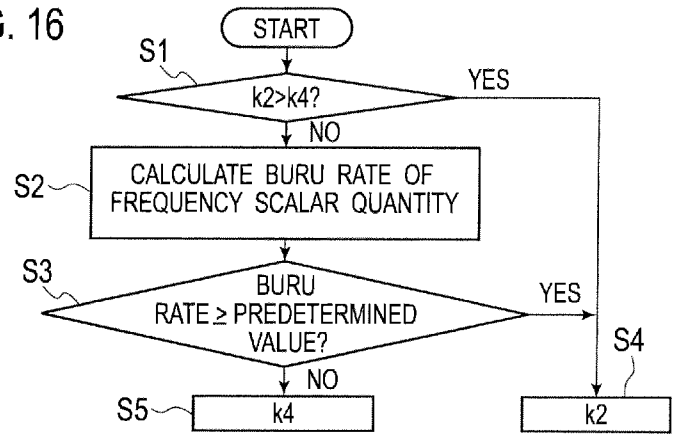 G. 16
START
S1
k2>k4?
YES
NO
S2
CALCULATE BURU RATE OF
FREQUENCY SCALAR QUANTITY
S3
BURU
RATE ≥ PREDETERMINED
VALUE?
YES
NO
S4
S5
k4
k2